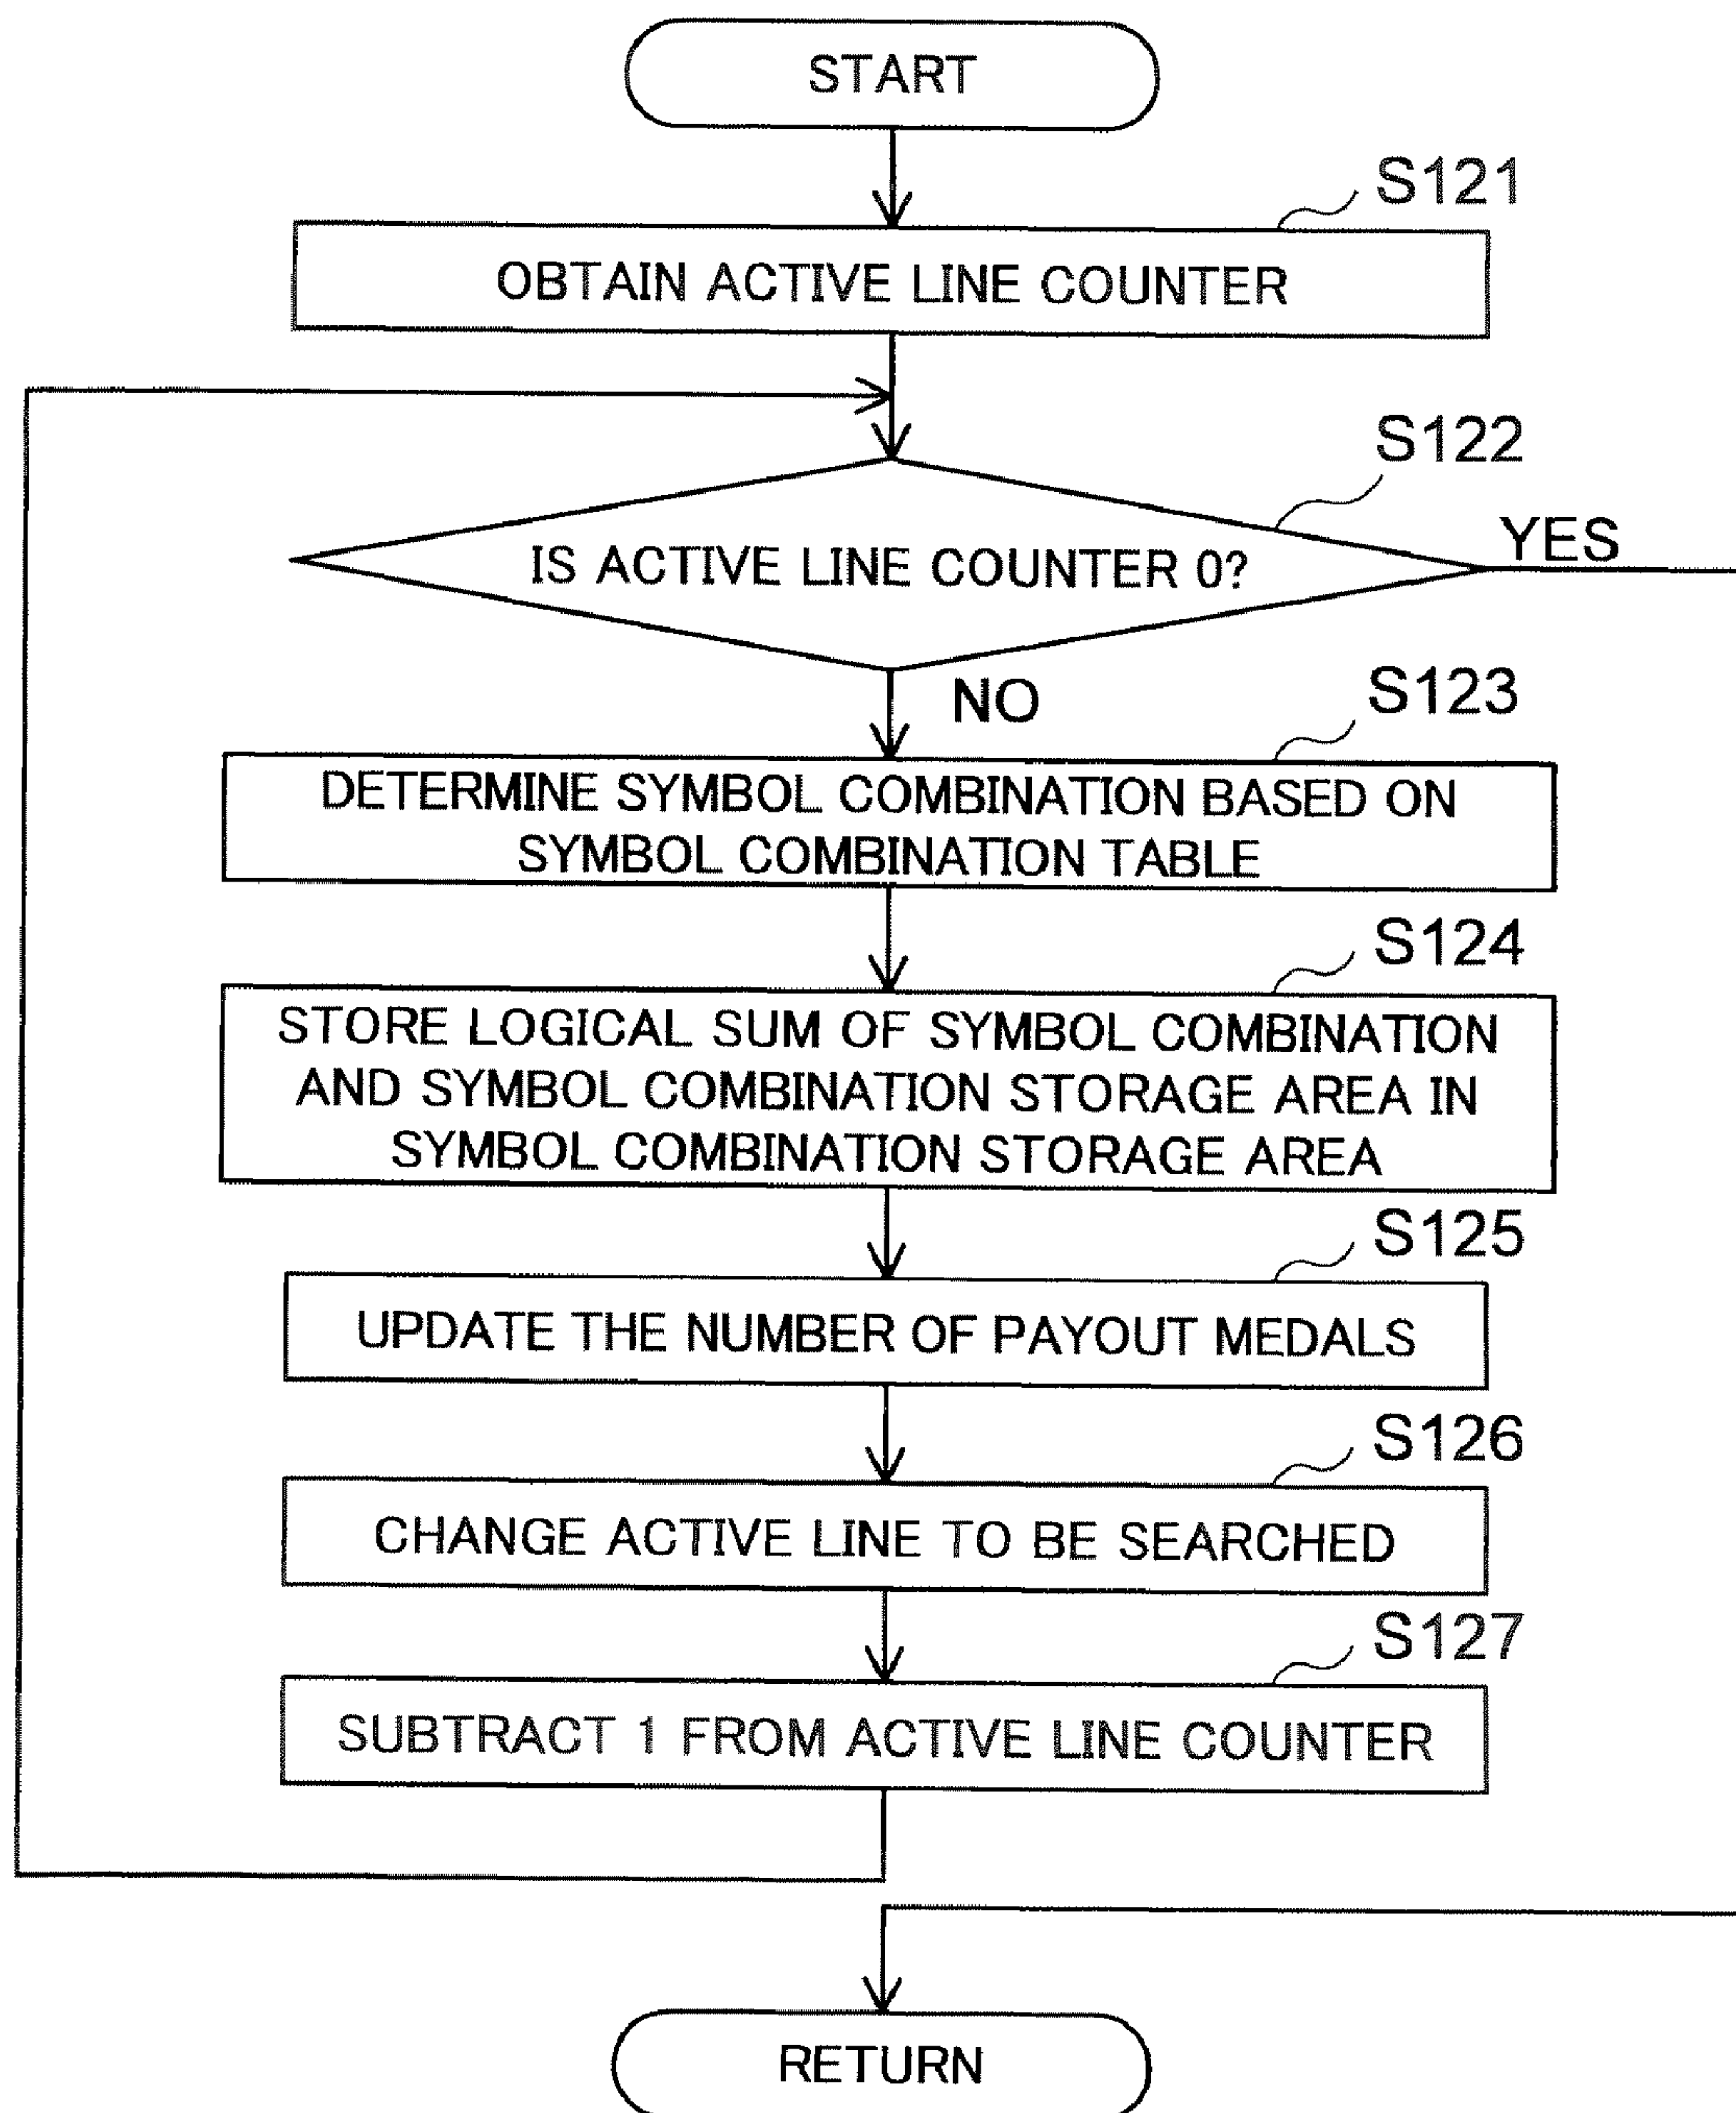 START
S121
OBTAIN ACTIVE LINE COUNTER
S122
IS ACTIVE LINE COUNTER 0?
YES
NO
S123
DETERMINE SYMBOL COMBINATION BASED ON
SYMBOL COMBINATION TABLE
S124
STORE LOGICAL SUM OF SYMBOL COMBINATION
AND SYMBOL COMBINATION STORAGE AREA IN
SYMBOL COMBINATION STORAGE AREA
S125
UPDATE THE NUMBER OF PAYOUT MEDALS
S126
CHANGE ACTIVE LINE TO BE SEARCHED
S127
SUBTRACT 1 FROM ACTIVE LINE COUNTER
RETURN